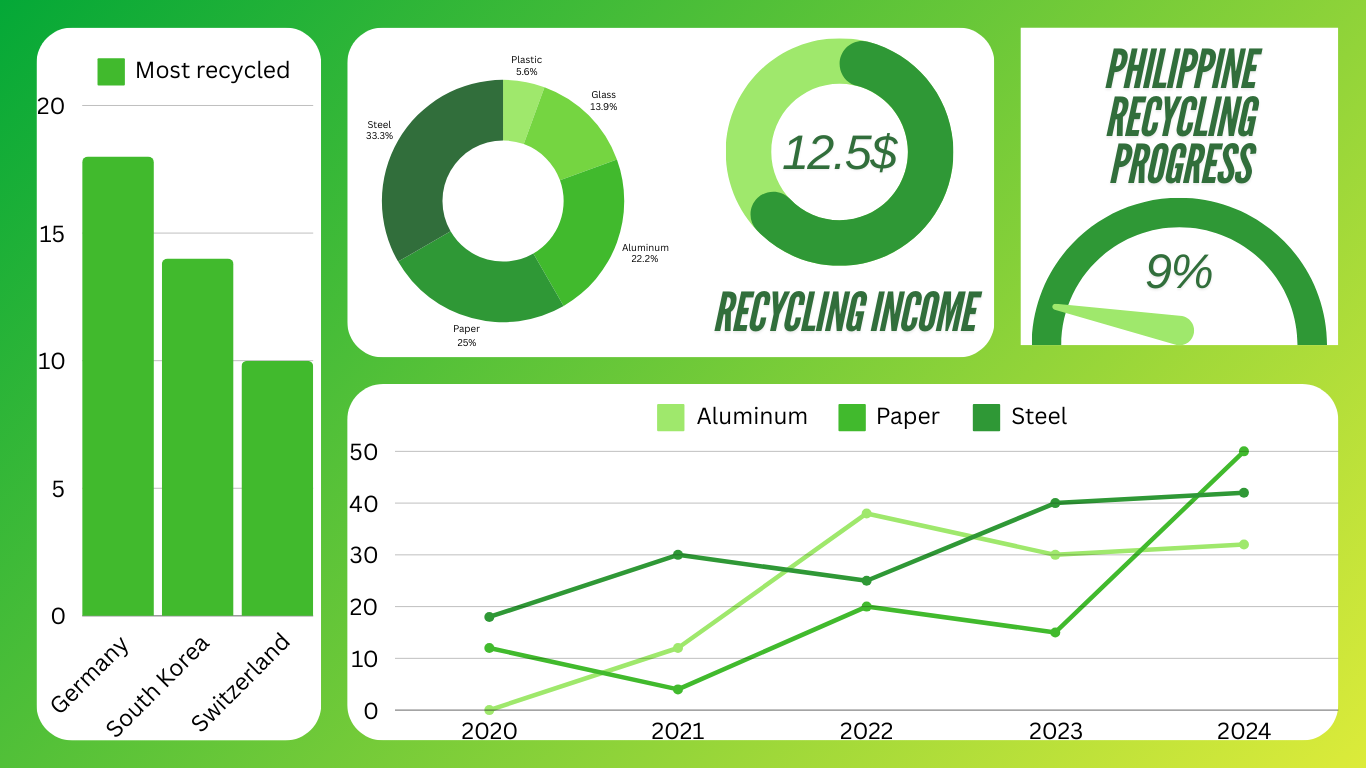 Most recycled
20
15
10
5
0
Germany
South Korea
Switzerland
Plastic
5.6%
Glass
13.9%
Steel
33.3%
Aluminum
22.2%
Paper
25%
12.5$
RECYCLING INCOME
PHILIPPINE
RECYCLING
PROGRESS
9%
Aluminum Paper Steel
50
40
30
20
10
0
2020 2021 2022 2023 2024